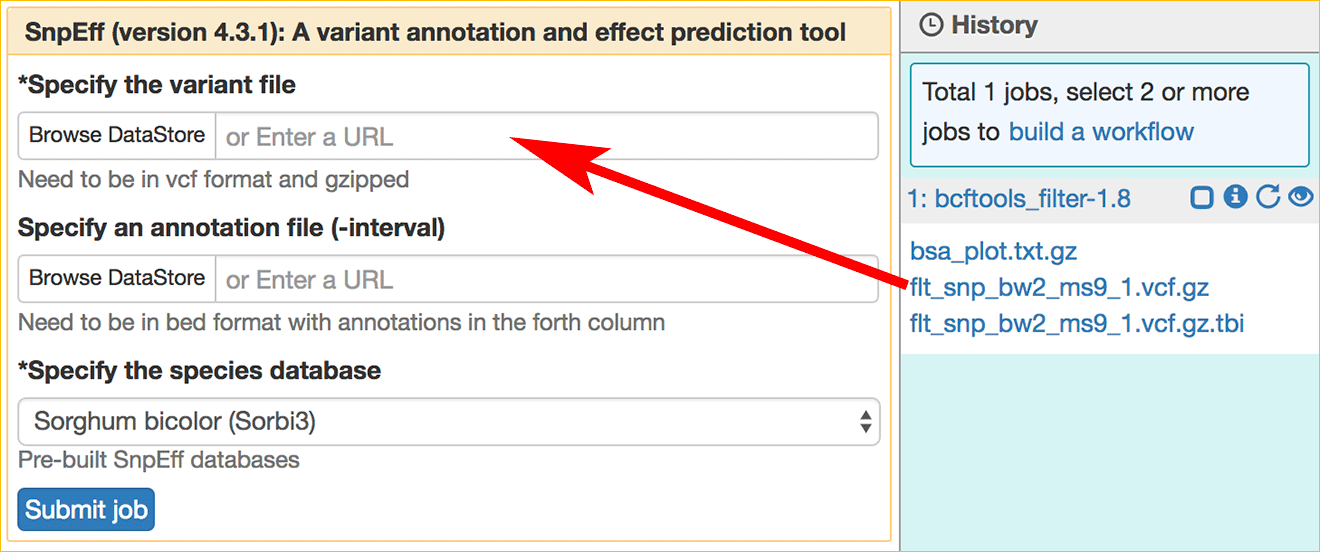 SnpEff (version 4.3.1): A variant annotation and effect prediction tool
*Specify the variant file
Browse DataStore or Enter a URL
Need to be in vcf format and gzipped
Specify an annotation file (-interval)
Browse DataStore or Enter a URL
Need to be in bed format with annotations in the forth column
*Specify the species database
Sorghum bicolor (Sorbi3)
Pre-built SnpEff databases
Submit job
History
Total 1 jobs, select 2 or more
jobs to build a workflow
1: bcftools_filter-1.8
bsa_plot.txt.gz
flt_snp_bw2_ms9_1.vcf.gz
flt_snp_bw2_ms9_1.vcf.gz.tbi